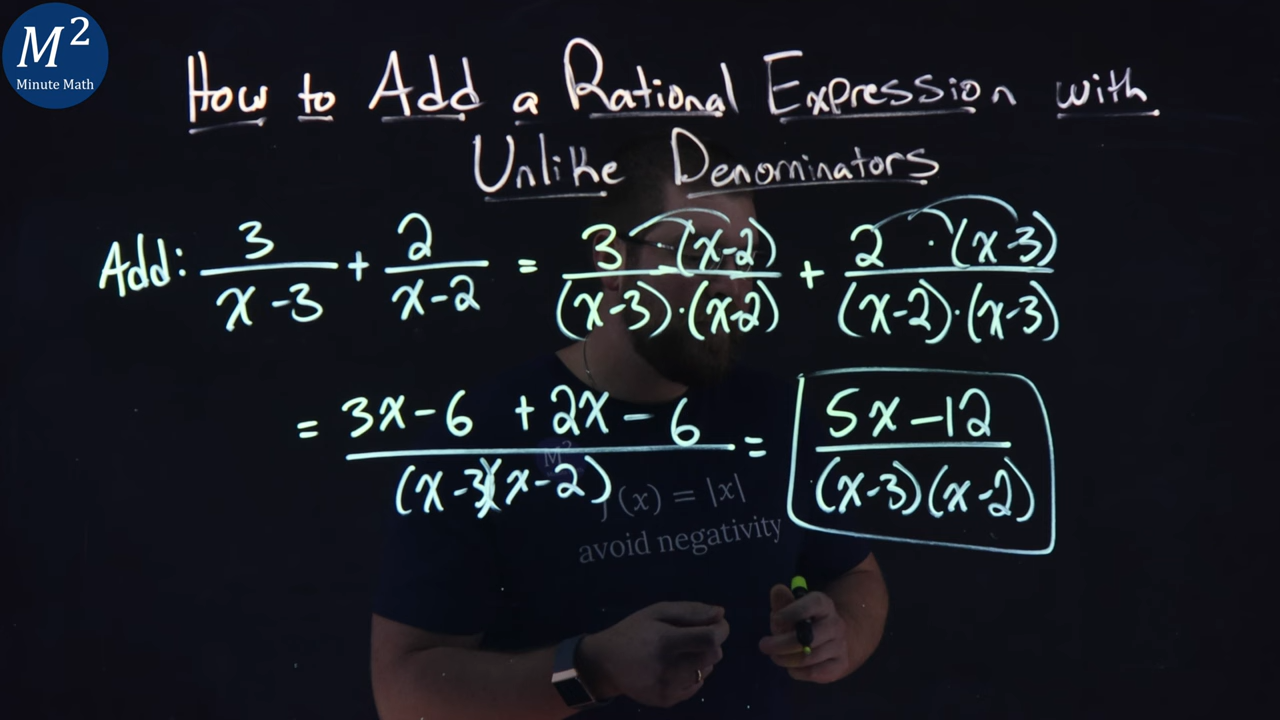 M²
Minute Math
How to Add a Rational Expression with
Unlike Denominators
Add: 3/(x-3) + 2/(x-2) = 3·(x-2)/(x-3)·(x-2) + 2·(x-3)/(x-2)·(x-3)
= 3x-6 +2x-6/(x-3)(x-2) = 5x-12/(x-3)(x-2)
M²
f(x) = |x|
avoid negativity